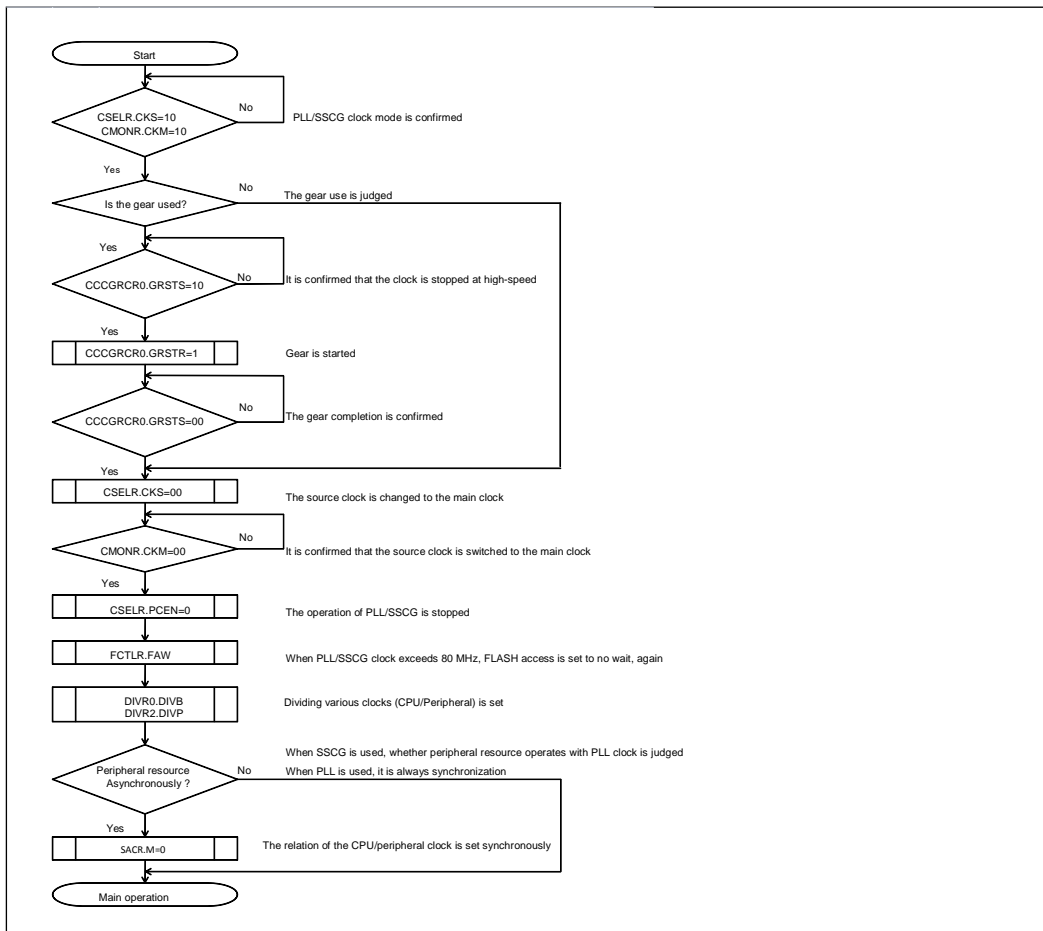 Start
No
CSELR.CKS=10
CMONR.CKM=10
PLL/SSCG clock mode is confirmed
Yes
No
The gear use is judged
Is the gear used?
Yes
No
It is confirmed that the clock is stopped at high-speed
CCCGRCR0.GRSTS=10
Yes
CCCGRCR0.GRSTR=1
Gear is started
No
The gear completion is confirmed
CCCGRCR0.GRSTS=00
Yes
CSELR.CKS=00
The source clock is changed to the main clock
No
CMONR.CKM=00
It is confirmed that the source clock is switched to the main clock
Yes
CSELR.PCEN=0
The operation of PLL/SSCG is stopped
FCTLR.FAW
When PLL/SSCG clock exceeds 80 MHz, FLASH access is set to no wait, again
DIVR0.DIVB
DIVR2.DIVP
Dividing various clocks (CPU/Peripheral) is set
When SSCG is used, whether peripheral resource operates with PLL clock is judged
When PLL is used, it is always synchronization
Peripheral resource
Asynchronously ?
No
Yes
SACR.M=0
The relation of the CPU/peripheral clock is set synchronously
Main operation